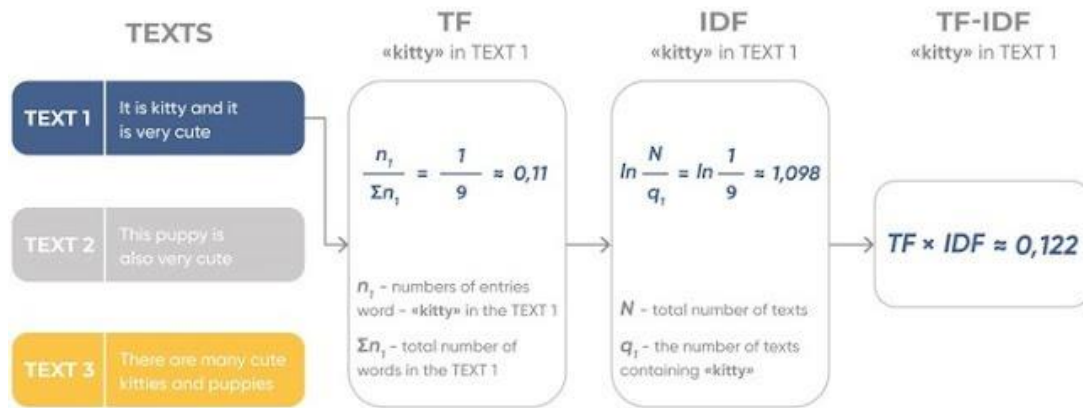 TEXTS
TEXT 1
It is kitty and it
is very cute
TEXT 2
This puppy is
also very cute
TEXT 3
There are many cute
kitties and puppies
TF
«kitty» in TEXT 1
n₁ / Σn₁ = 1 / 9 ≈ 0,11
n₁ - numbers of entries
word - «kitty» in the TEXT 1
Σn₁ - total number of
words in the TEXT 1
IDF
«kitty» in TEXT 1
ln N / q₁ = ln 1 / 9 ≈ 1,098
N - total number of texts
q₁ - the number of texts
containing «kitty»
TF-IDF
«kitty» in TEXT 1
TF × IDF ≈ 0,122